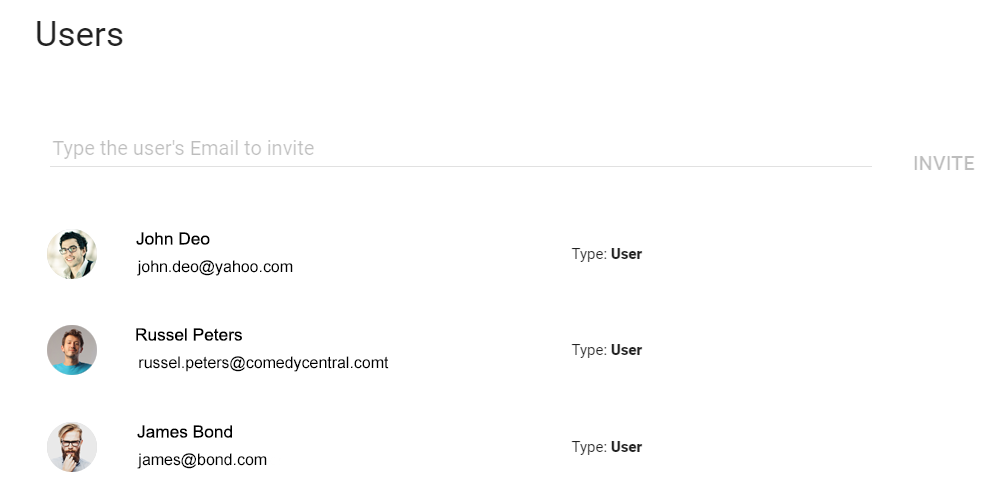 Users
Type the user's Email to invite
INVITE
John Deo
john.deo@yahoo.com
Type: User
Russel Peters
russel.peters@comedycentral.comt
Type: User
James Bond
james@bond.com
Type: User